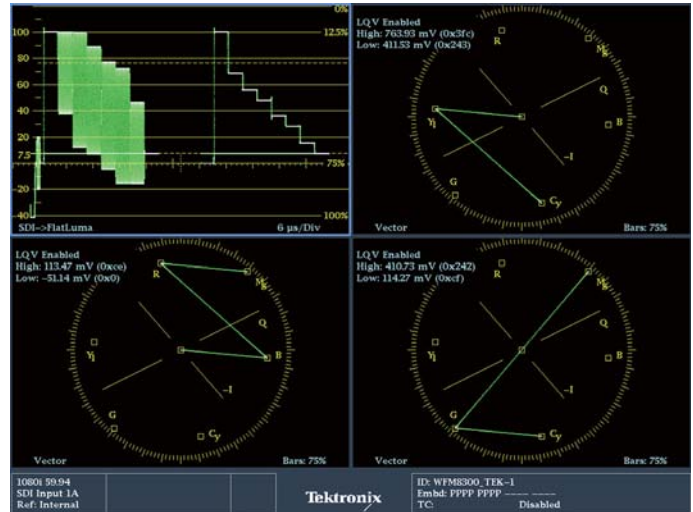 0%
100
125%
80
60
40
20
7.5
75%
20
40
100%
SDI->FlatLuma
6 µs/Div
LQV Enabled
High: 763.93 mV (0x3fc)
Low: 411.53 mV (0x243)
R
Mg
Q
Yl
B
-I
G
Cy
Vector
Bars: 75%
LQV Enabled
High: 113.47 mV (0xce)
Low: -51.14 mV (0x0)
R
Mg
Q
Yl
B
-I
G
Cy
Vector
Bars: 75%
LQV Enabled
High: 410.73 mV (0x242)
Low: 114.27 mV (0xcf)
R
Mg
Q
Yl
B
-I
G
Cy
Vector
Bars: 75%
1080i 59.94
SDI Input 1A
Ref: Internal
Tektronix
ID: WFM8300_TEK-1
Embd: PPPP PPPP ---- ----
TC: Disabled